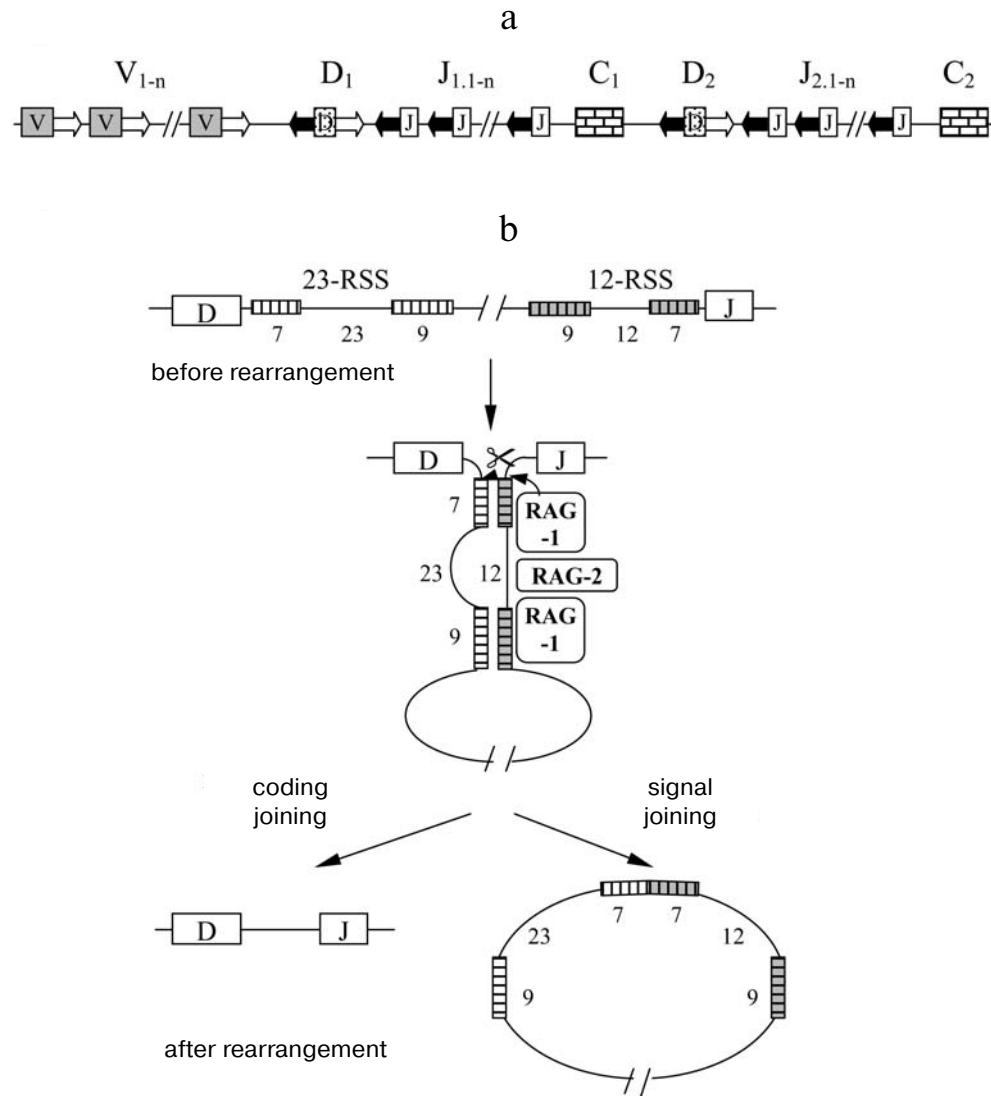 a
V1-n D1 J1.1-n C1 D2 J2.1-n C2
V V V D J J J D J J J
b
23-RSS 12-RSS
D J
7 23 9 9 12 7
before rearrangement
D J
7 RAG
-1
23 12 RAG-2
9 RAG
-1
coding
joining
signal
joining
7 7
D J
23 12
9 9
after rearrangement